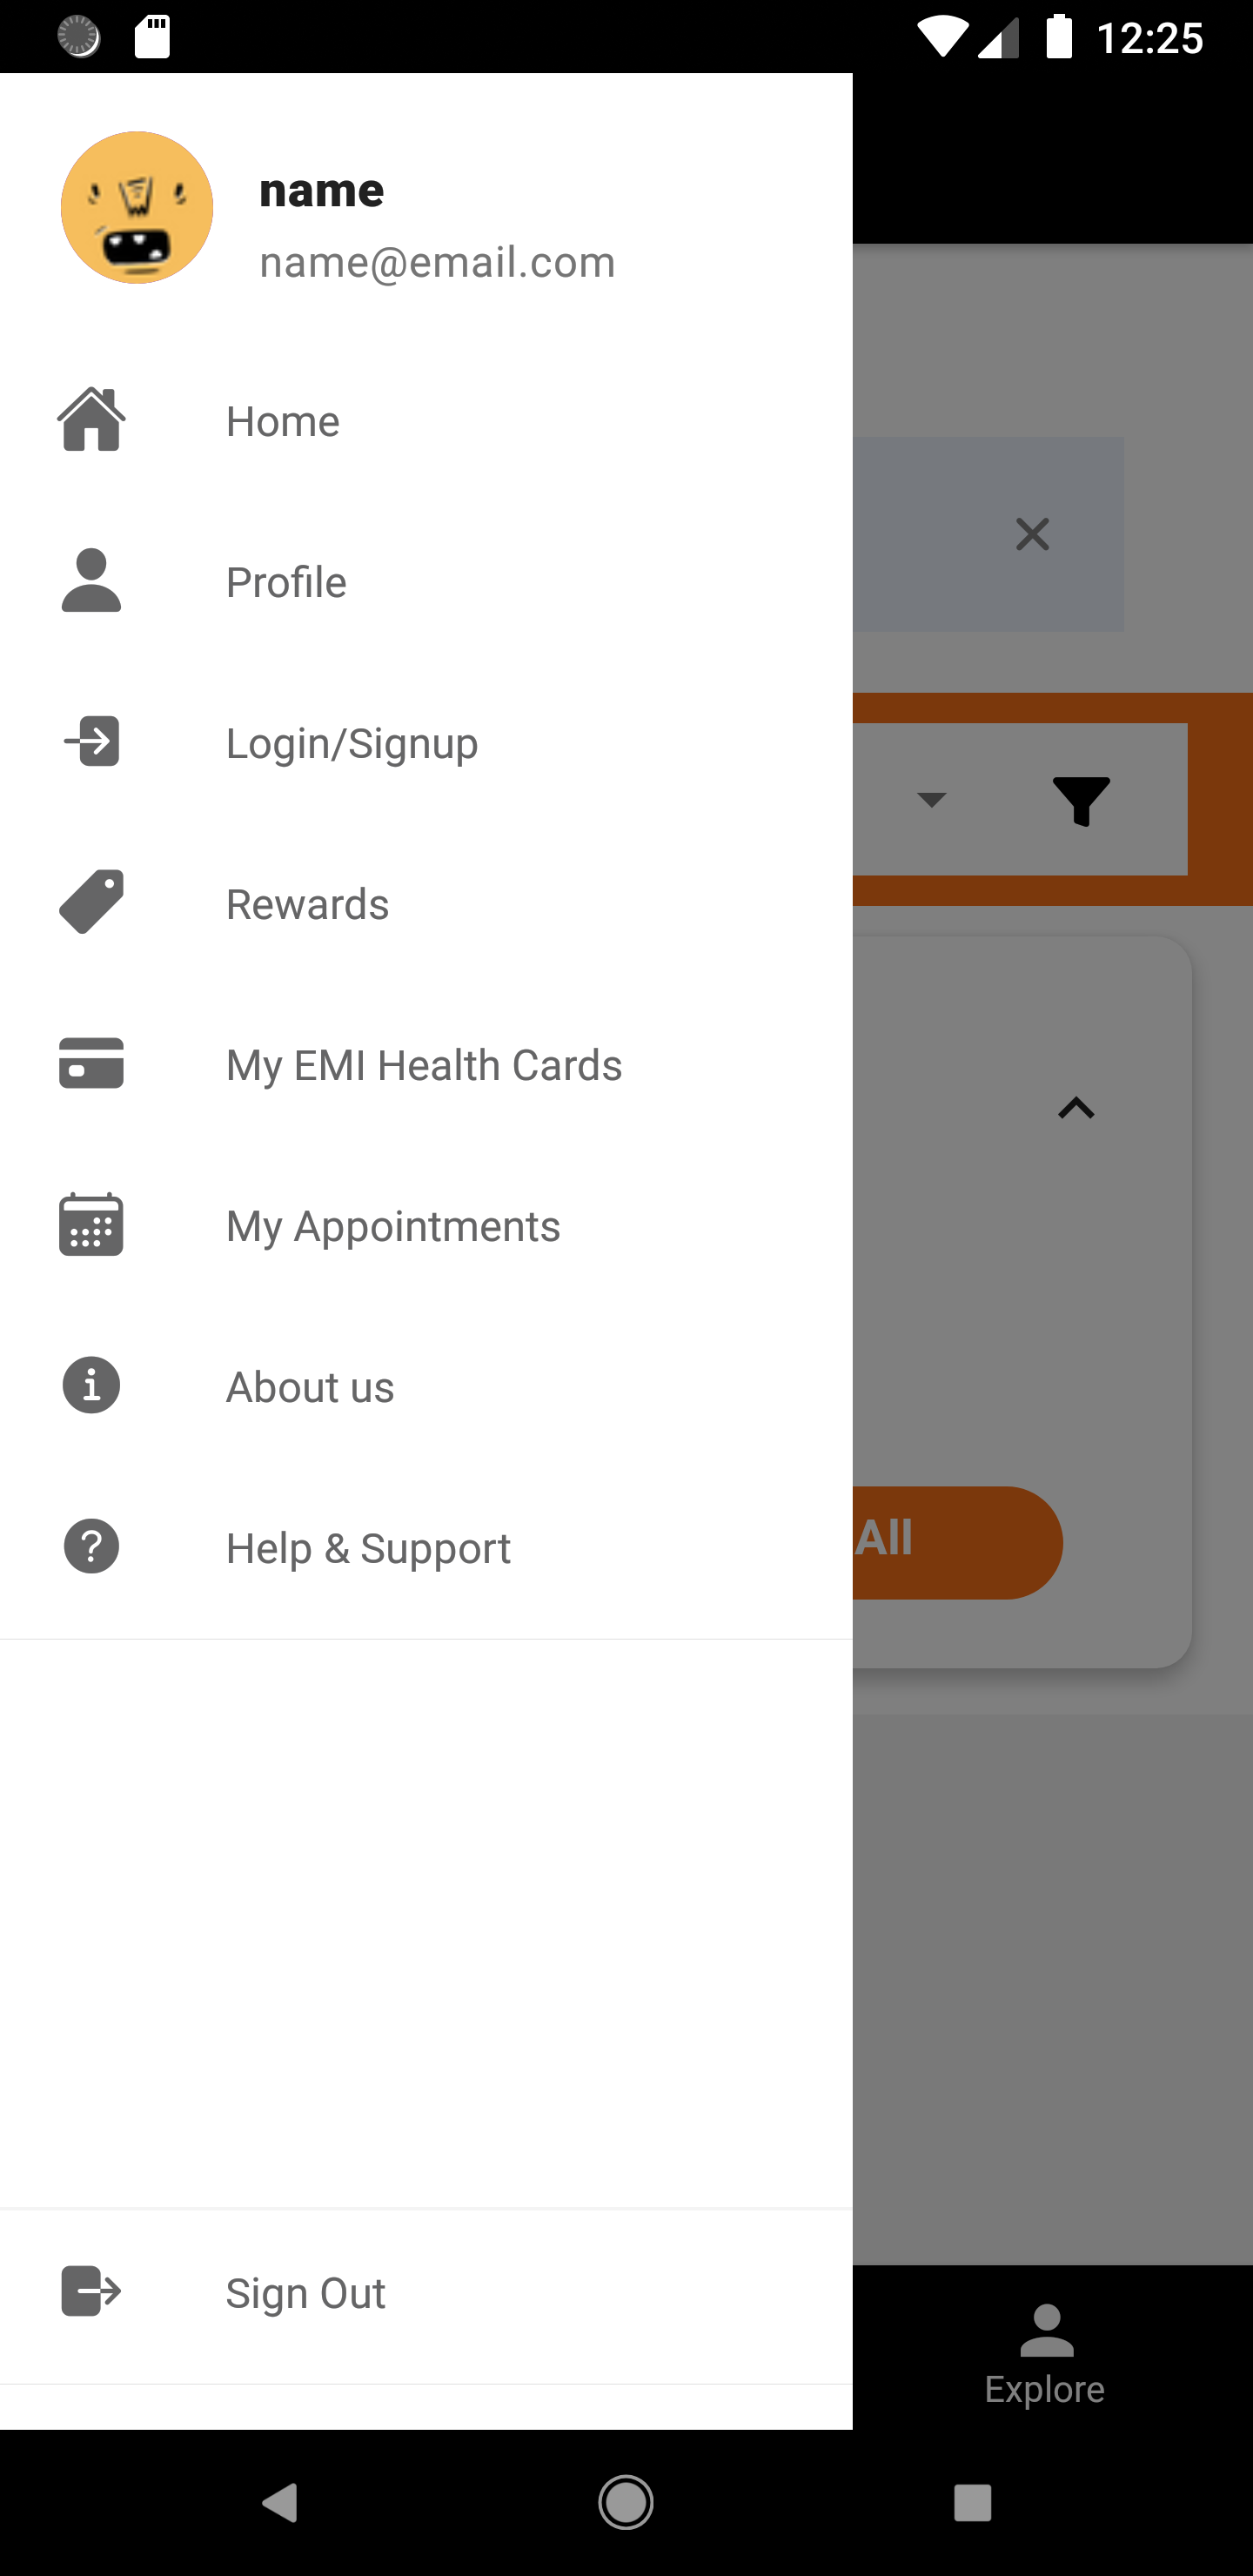 12:25
name
name@email.com
Home
Profile
Login/Signup
Rewards
My EMI Health Cards
My Appointments
About us
Help & Support
All
Sign Out
Explore